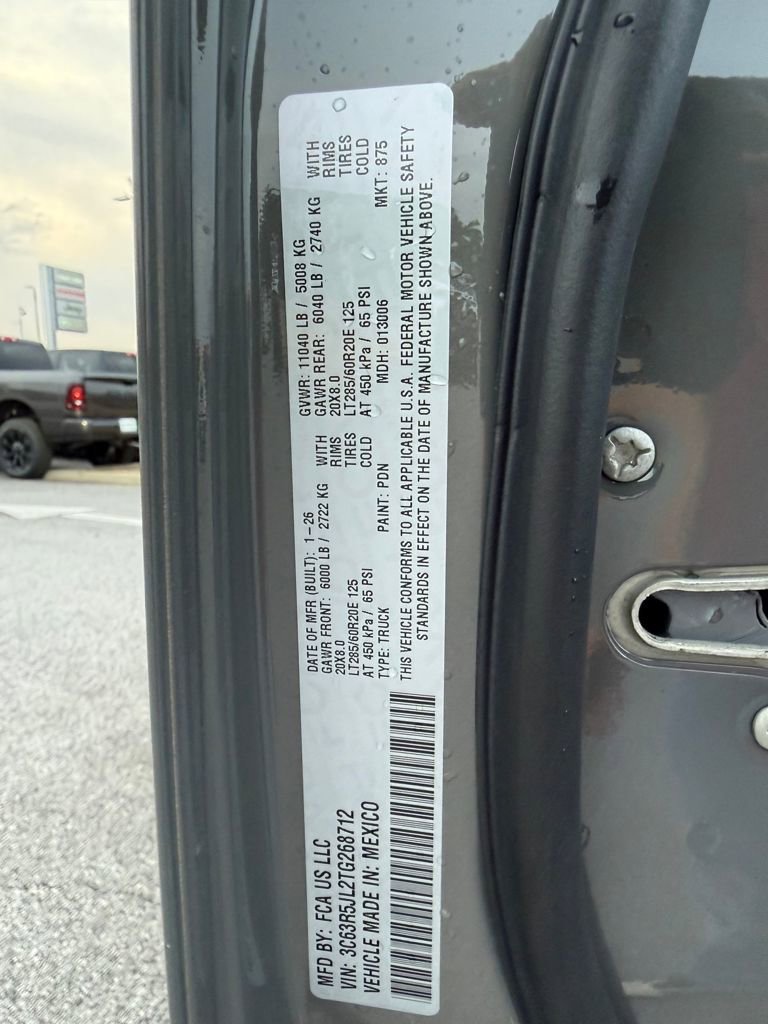 MFD BY: FCA US LLC
VIN: 3C63R5JL2TG268712
VEHICLE MADE IN: MEXICO
DATE OF MFR (BUILT): 1-26
GAWR FRONT: 6000 LB / 2722 KG WITH
20X8.0 RIMS
LT285/60R20E 125 TIRES
AT 450 kPa / 65 PSI COLD
GVWR: 11040 LB / 5008 KG
GAWR REAR: 6040 LB / 2740 KG WITH
20X8.0 RIMS
LT285/60R20E 125 TIRES
AT 450 kPa / 65 PSI COLD
TYPE: TRUCK PAINT: PDN MDH: 013006 MKT: 875
THIS VEHICLE CONFORMS TO ALL APPLICABLE U.S.A. FEDERAL MOTOR VEHICLE SAFETY
STANDARDS IN EFFECT ON THE DATE OF MANUFACTURE SHOWN ABOVE.